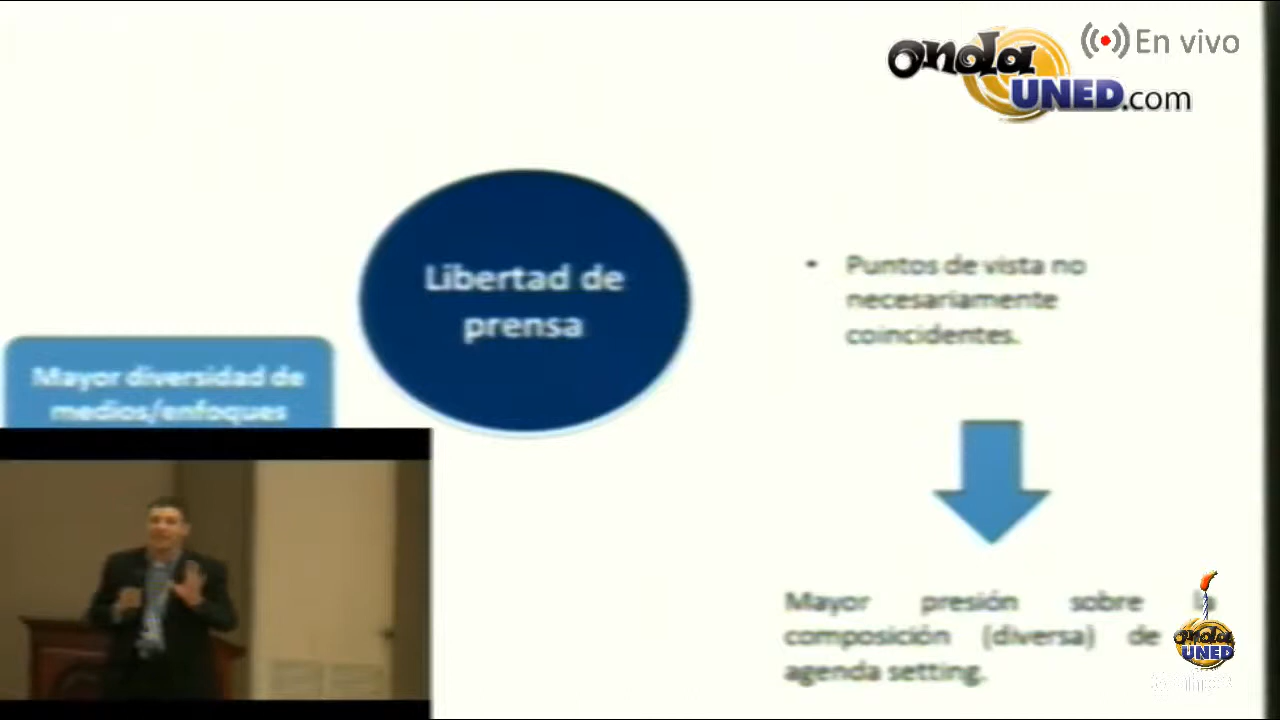 onda
UNED.com
En vivo
Libertad de
prensa
Mayor diversidad de
medios/enfoques
• Puntos de vista no
necesariamente
coincidentes.
Mayor presión sobre
composición (diversa) de
agenda setting.
onda
UNED